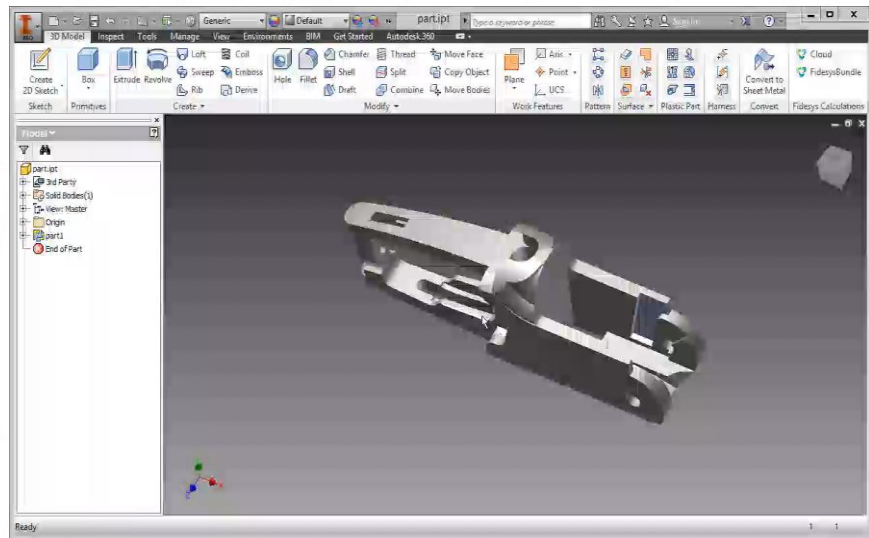 Generic Default part.ipt Type a keyword or phrase
PRO 3D Model Inspect Tools Manage View Environments BIM Get Started Autodesk 360
Loft Coil Chamfer Thread Move Face Axis Cloud
Sweep Emboss Shell Split Copy Object Point FidesysBundle
Create 2D Sketch Box Extrude Revolve Rib Derive Hole Fillet Draft Combine Move Bodies Plane UCS Convert to Sheet Metal
Sketch Primitives Create Modify Work Features Pattern Surface Plastic Part Harness Convert Fidesys Calculations
Model
part.ipt
3rd Party
Solid Bodies(1)
View: Master
Origin
part1
End of Part
Ready 1 1